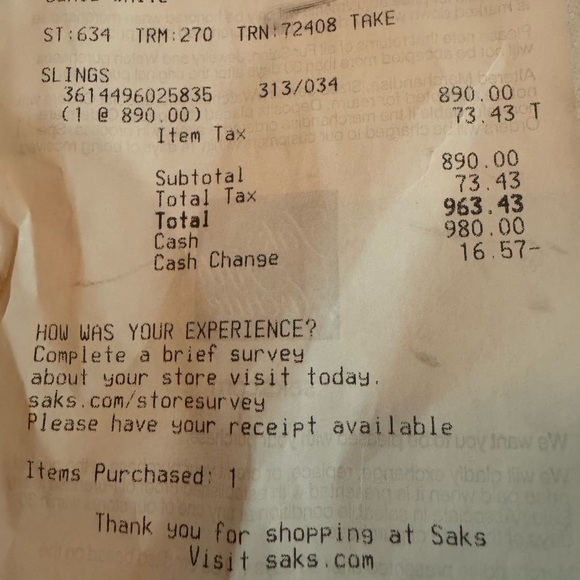 ST:634 TRM:270 TRN:72408 TAKE
SLINGS
3614496025835 313/034 890.00
(1 @ 890.00) 73.43 T
Item Tax
Subtotal 890.00
Total Tax 73.43
Total 963.43
Cash 980.00
Cash Change 16.57-
HOW WAS YOUR EXPERIENCE?
Complete a brief survey
about your store visit today.
saks.com/storesurvey
Please have your receipt available
Items Purchased: 1
Thank you for shopping at Saks
Visit saks.com